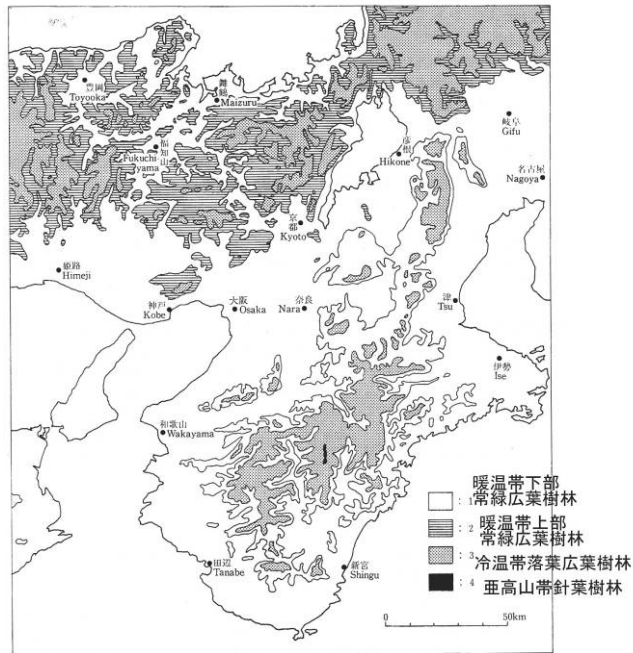 豊岡
Toyooka
舞鶴
Maizuru
岐阜
Gifu
福知山
Fukuchi
yama
彦根
Hikone
名古屋
Nagoya
京都
Kyoto
姫路
Himeji
神戸
Kobe
大阪
Osaka
奈良
Nara
津
Tsu
伊勢
Ise
和歌山
Wakayama
田辺
Tanabe
新宮
Shingu
: 1 暖温帯下部
常緑広葉樹林
: 2 暖温帯上部
常緑広葉樹林
: 3 冷温帯落葉広葉樹林
: 4 亜高山帯針葉樹林
0 50km